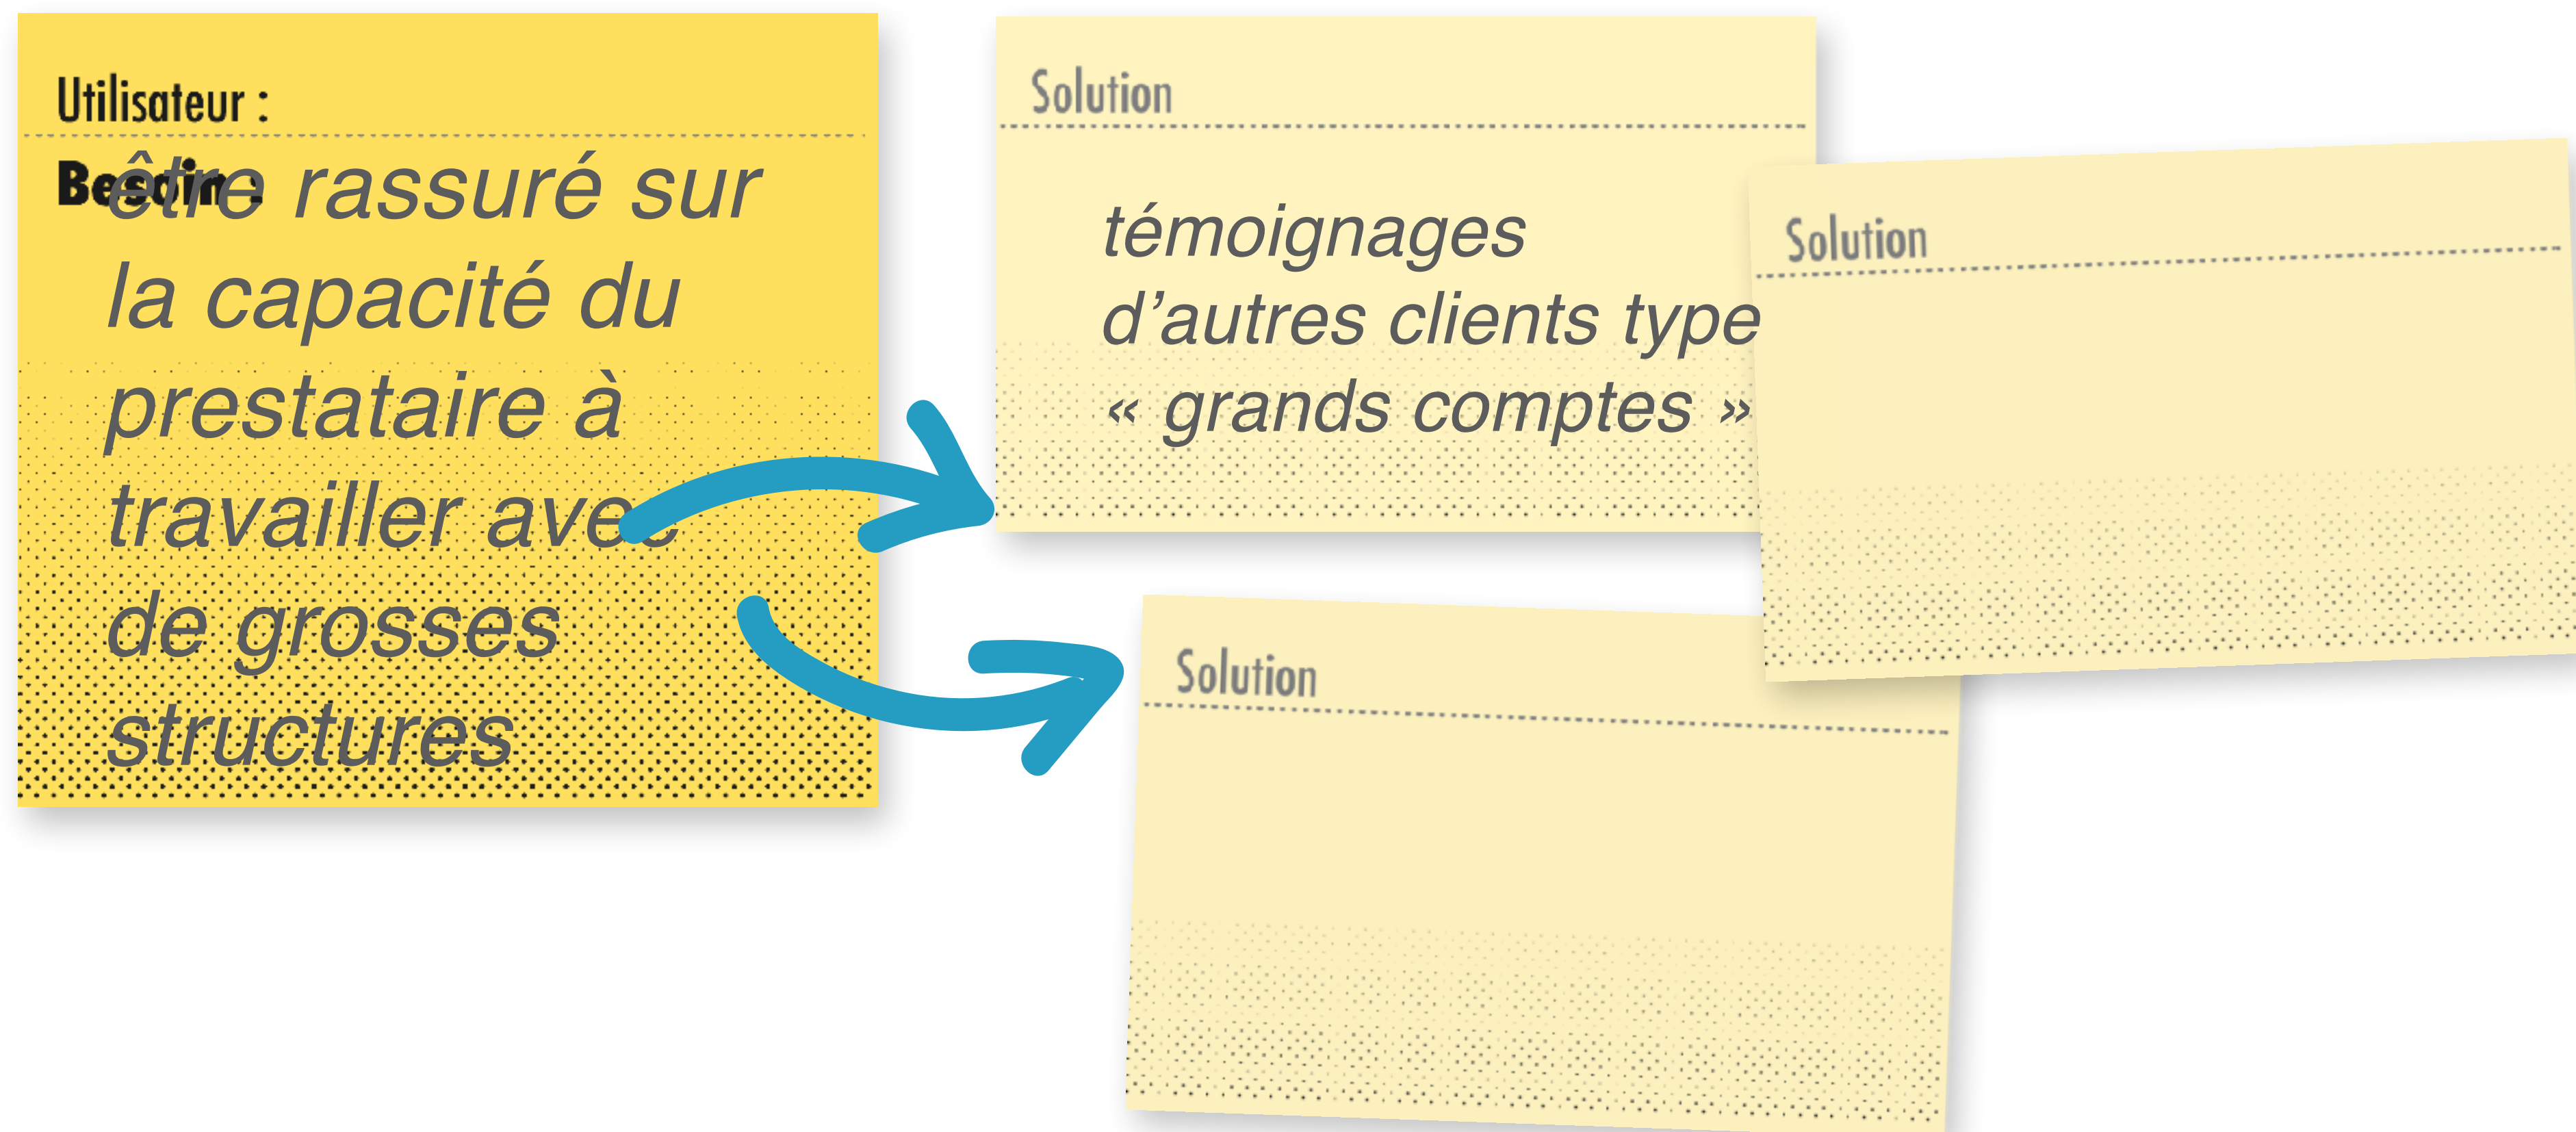 Utilisateur :
Besoin :
être rassuré sur
la capacité du
prestataire à
travailler avec
de grosses
structures
Solution
témoignages
d’autres clients type
« grands comptes »
Solution
Solution